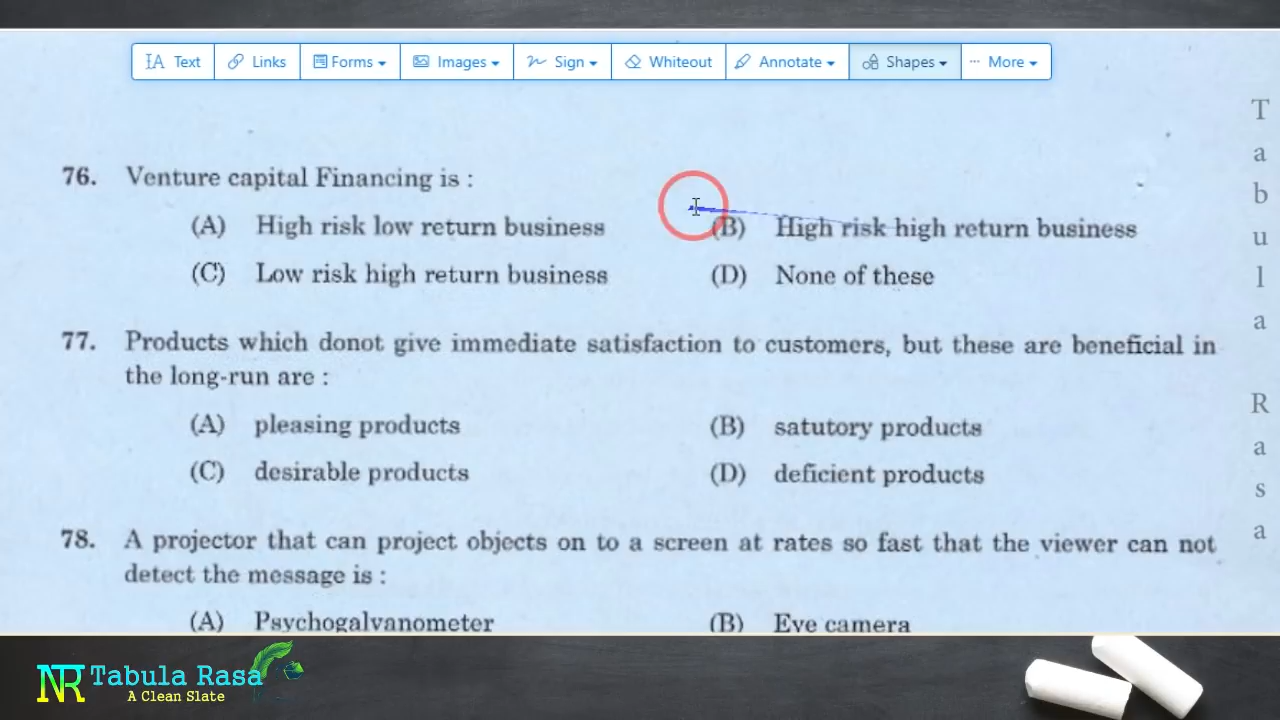 Text Links Forms Images Sign Whiteout Annotate Shapes More
76. Venture capital Financing is :
(A) High risk low return business (B) High risk high return business
(C) Low risk high return business (D) None of these
77. Products which donot give immediate satisfaction to customers, but these are beneficial in
the long-run are :
(A) pleasing products (B) satutory products
(C) desirable products (D) deficient products
78. A projector that can project objects on to a screen at rates so fast that the viewer can not
detect the message is :
(A) Psychogalvanometer (B) Eye camera
Tabula Rasa
NR Tabula Rasa
A Clean Slate